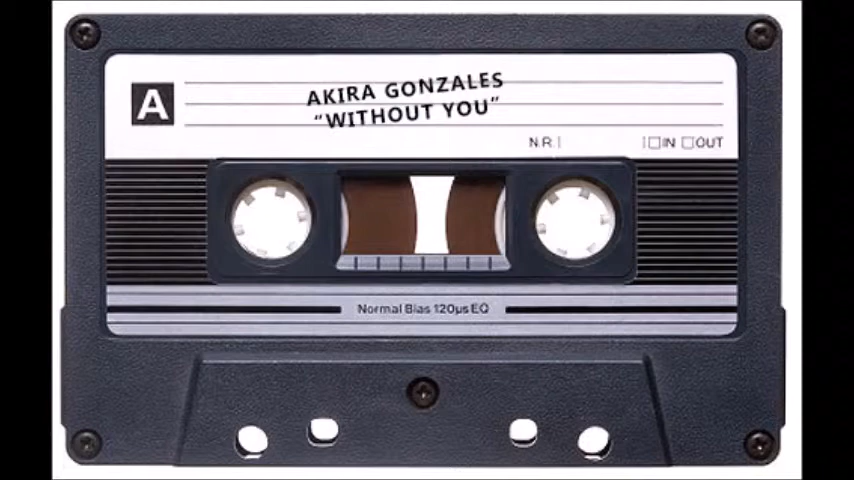 A
AKIRA GONZALES
"WITHOUT YOU"
N.R.
IN OUT
Normal Bias 120µs EQ